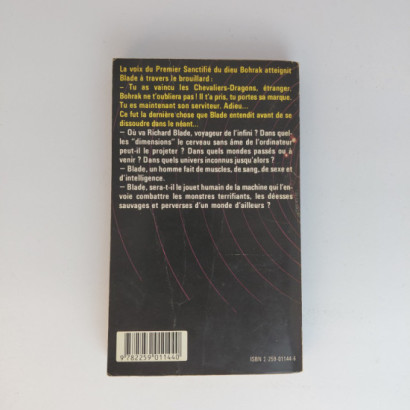 La voix du Premier Sanctifié du dieu Bohrak atteignit
Blade à travers le brouillard :
— Tu as vaincu les Chevaliers-Dragons, étranger.
Bohrak ne t'oubliera pas ! Il t'a pris, tu portes sa marque.
Tu es maintenant son serviteur. Adieu...
Ce fut la dernière chose que Blade entendit avant de se
dissoudre dans le néant...
— Où va Richard Blade, voyageur de l'infini ? Dans quel-
les "dimensions" le cerveau sans âme de l'ordinateur
peut-il le projeter ? Dans quels mondes passés ou à
venir ? Dans quels univers inconnus jusqu'alors ?
— Blade, un homme fait de muscles, de sang, de sexe et
d'intelligence.
— Blade, sera-t-il le jouet humain de la machine qui l'en-
voie combattre les monstres terrifiants, les déesses
sauvages et perverses d'un monde d'ailleurs ?
9 782259 011440
ISBN 2 259 01144 X